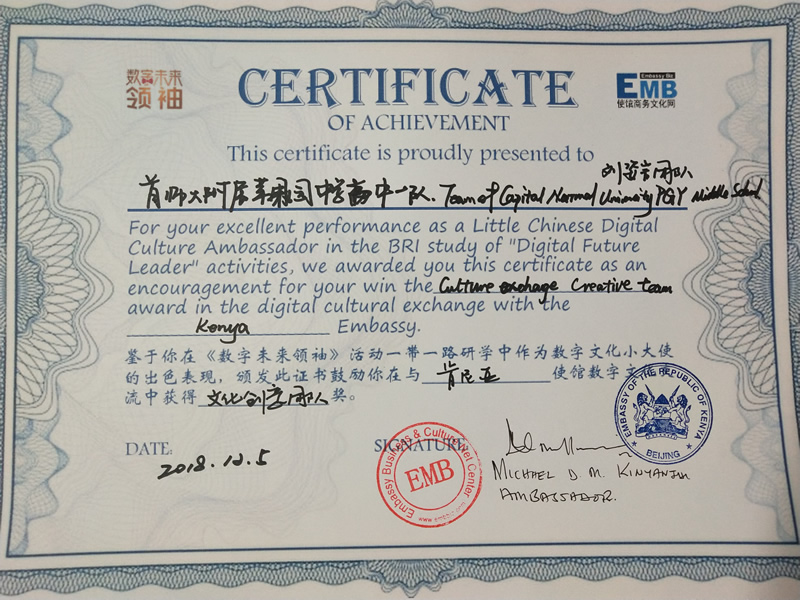 数字未来
领袖
CERTIFICATE
Embassy Biz
EMB
使馆商务文化网
OF ACHIEVEMENT
This certificate is proudly presented to
团队
首师大附属苹果园中学高中一队. Team of Capital Normal University PGY Middle School
For your excellent performance as a Little Chinese Digital
Culture Ambassador in the BRI study of "Digital Future
Leader" activities, we awarded you this certificate as an
encouragement for your win the Culture exchange Creative team
award in the digital cultural exchange with the
Kenya Embassy.
鉴于你在《数字未来领袖》活动一带一路研学中作为数字文化小大使
的出色表现，颁发此证书鼓励你在与 肯尼亚 使馆数字文
流中获得 文化创意团队 奖。
DATE:
2018.12.5
SIGNATURE:
Embassy Business & Culture Net Center
EMB
EMBASSY OF THE REPUBLIC OF KENYA
BEIJING
MICHAEL D. M. KINYANJUI
AMBASSADOR.